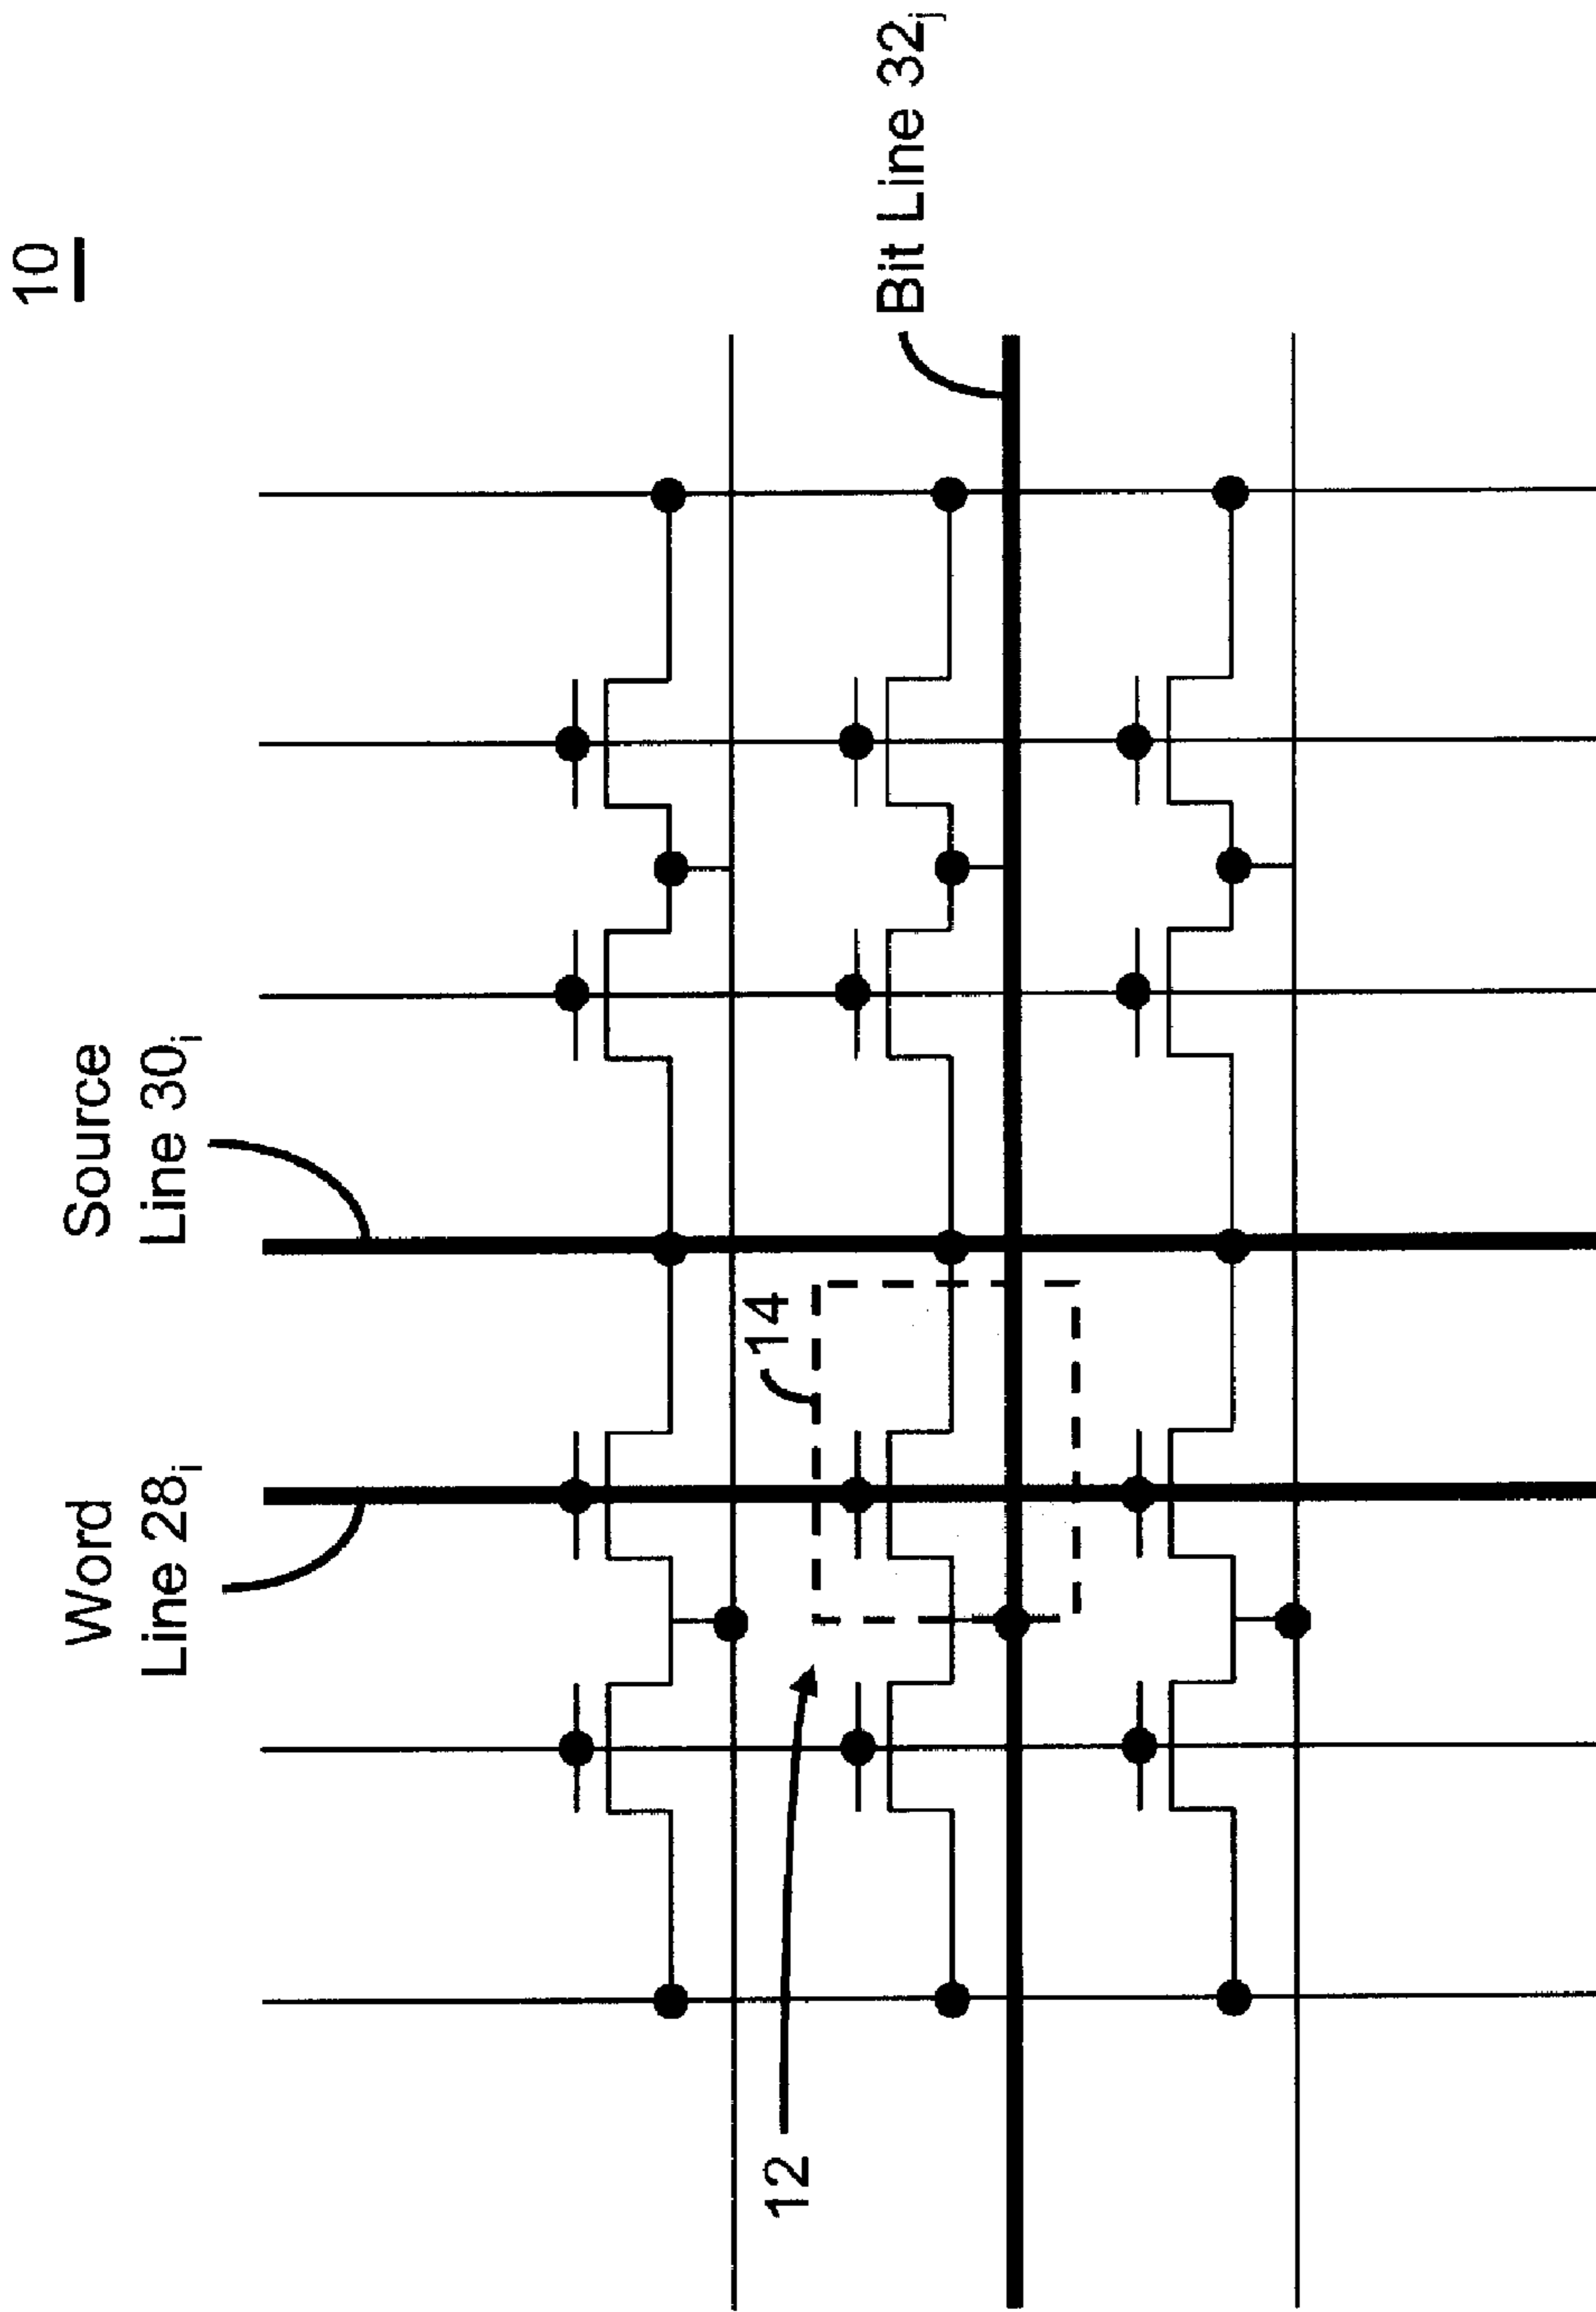 10
Word
Line 28ᵢ
Source
Line 30ᵢ
14
12
Bit Line 32ⱼ